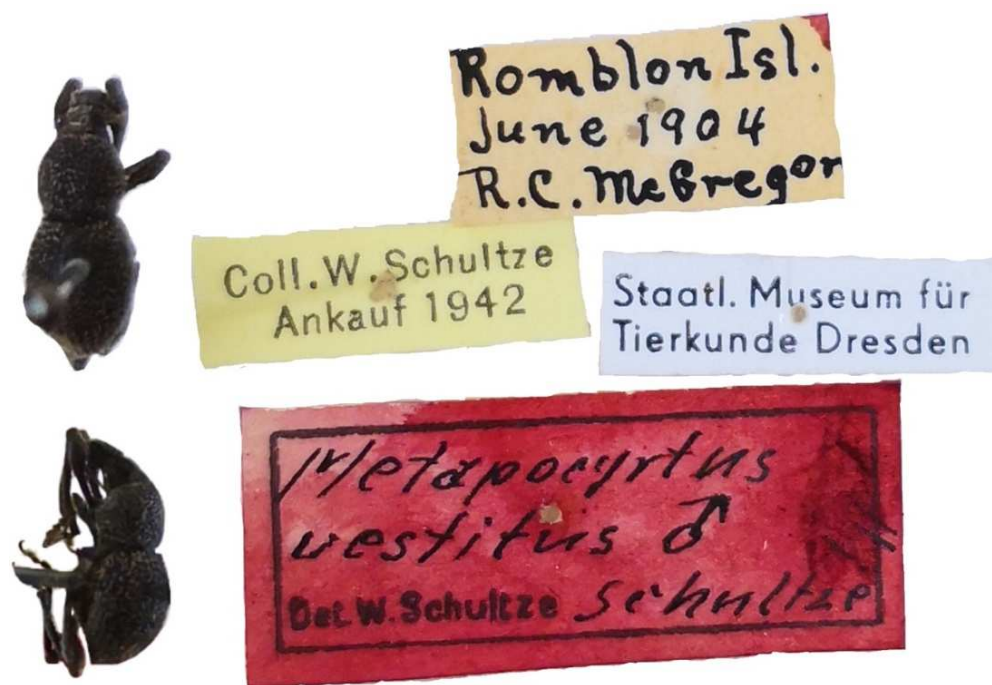 Romblon Isl.
June 1904
R.C. McGregor
Coll. W. Schultze
Ankauf 1942
Staatl. Museum für
Tierkunde Dresden
Metapocyrtus
vestitus ♂
Det. W. Schultze Schultze